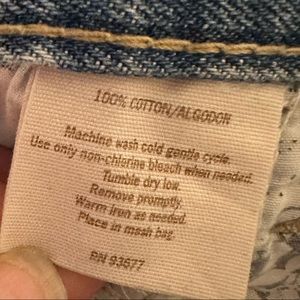 100% COTTON/ALGODON
Machine wash cold gentle cycle.
Use only non-chlorine bleach when needed.
Tumble dry low.
Remove promptly.
Warm iron as needed.
Place in mesh bag.
RN 93677